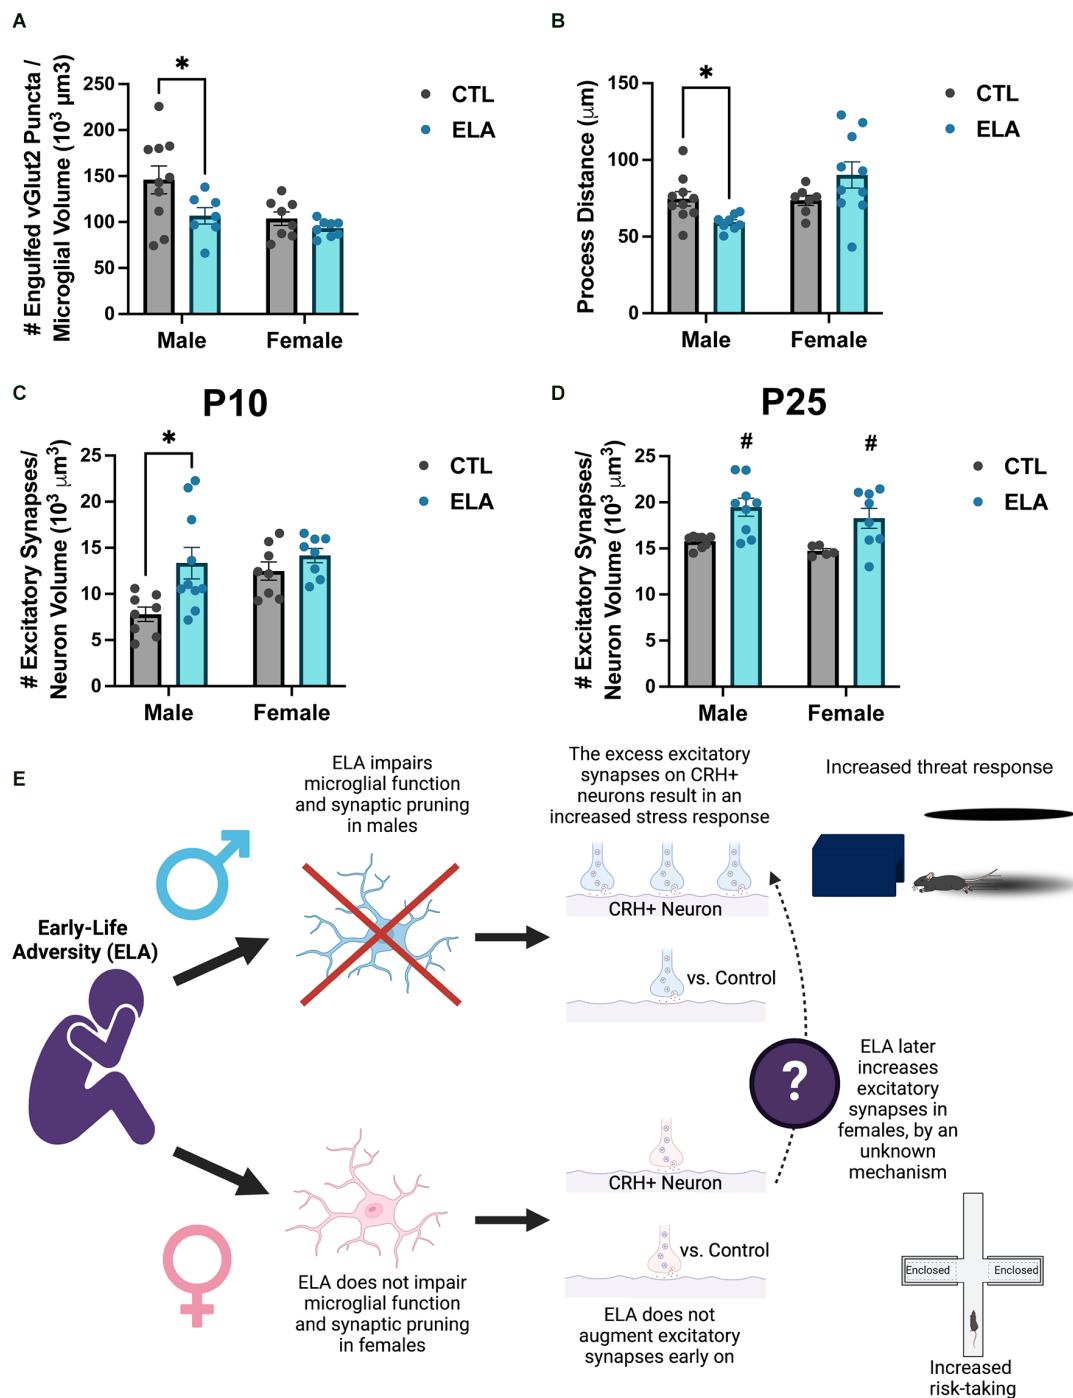 A
# Engulfed vGlut2 Puncta /
Microglial Volume (10³ µm3)
250
200
150
100
50
0
*
CTL
ELA
Male
Female
B
Process Distance (µm)
150
100
50
0
*
CTL
ELA
Male
Female
C
P10
# Excitatory Synapses/
Neuron Volume (10³ µm³)
25
20
15
10
5
0
*
CTL
ELA
Male
Female
D
P25
# Excitatory Synapses/
Neuron Volume (10³ µm³)
25
20
15
10
5
0
#
#
CTL
ELA
Male
Female
E
Early-Life
Adversity (ELA)
ELA impairs
microglial function
and synaptic pruning
in males
The excess excitatory
synapses on CRH+
neurons result in an
increased stress response
CRH+ Neuron
vs. Control
Increased threat response
?
ELA later
increases
excitatory
synapses in
females, by an
unknown
mechanism
ELA does not impair
microglial function
and synaptic pruning
in females
CRH+ Neuron
vs. Control
ELA does not
augment excitatory
synapses early on
Enclosed
Enclosed
Increased
risk-taking